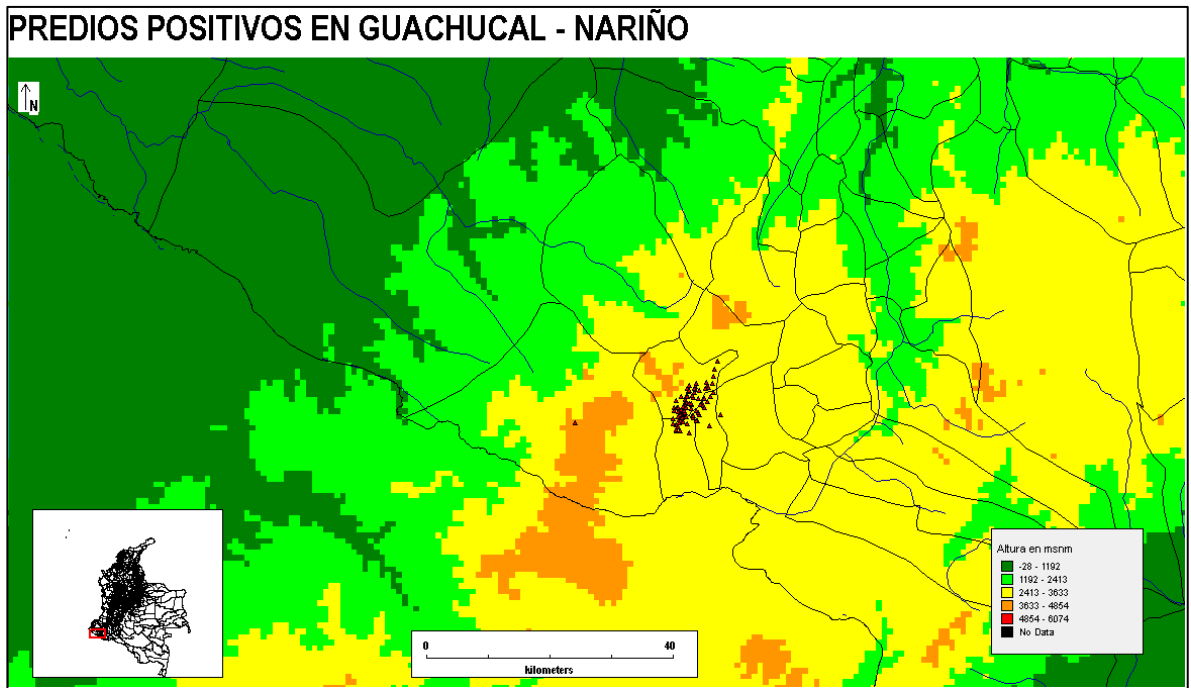 PREDIOS POSITIVOS EN GUACHUCAL - NARIÑO
N
Altura en msnm
-28 - 1192
1192 - 2413
2413 - 3633
3633 - 4854
4854 - 6074
No Data
0 40
kilometers